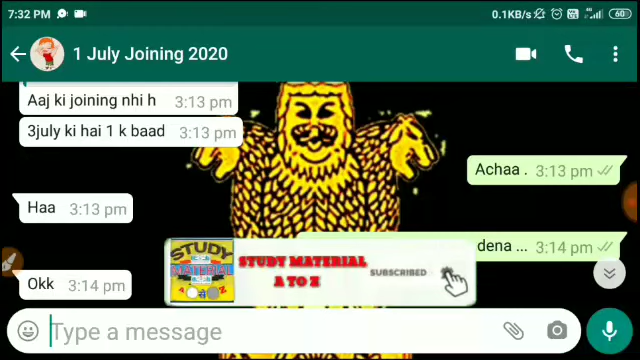 7:32 PM
0.1KB/s
60
1 July Joining 2020
Aaj ki joining nhi h 3:13 pm
3july ki hai 1 k baad 3:13 pm
Achaa . 3:13 pm
Haa 3:13 pm
dena ... 3:14 pm
STUDY MATERIAL
A TO Z
SUBSCRIBED
STUDY
MATERIAL
Okk 3:14 pm
Type a message